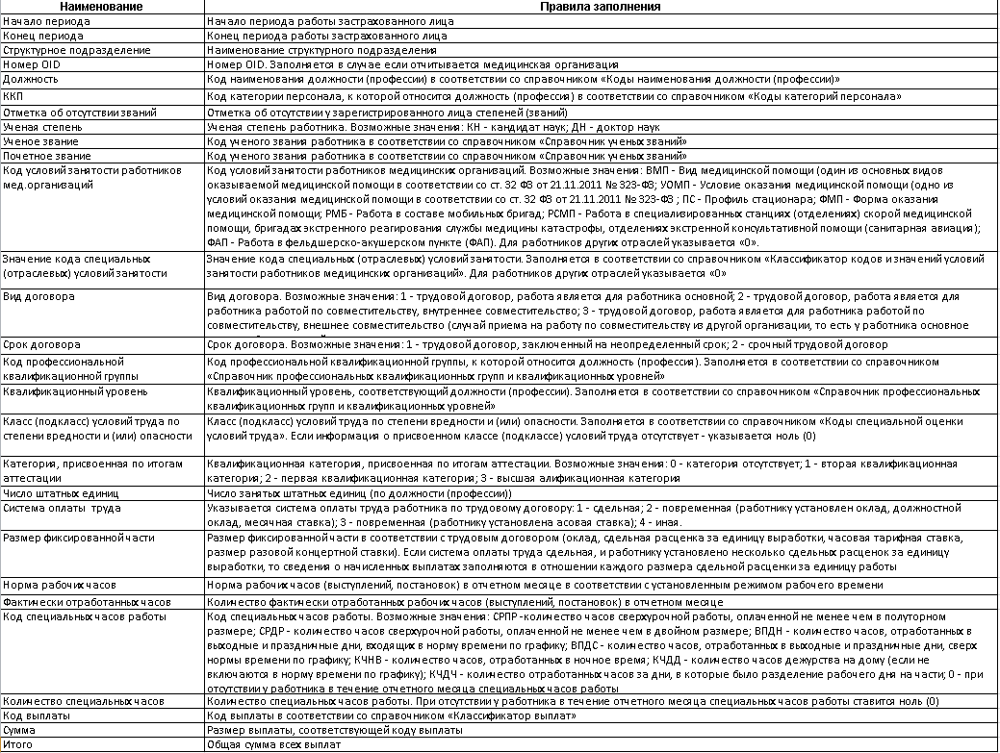 Наименование
Правила заполнения
Начало периода
Начало периода работы застрахованного лица
Конец периода
Конец периода работы застрахованного лица
Структурное подразделение
Наименование структурного подразделения
Номер OID
Номер OID. Заполняется в случае если отчитывается медицинская организация
Должность
Код наименования должности (профессии) в соответствии со справочником «Коды наименования должности (профессии)»
ККП
Код категории персонала, к которой относится должность (профессия) в соответствии со справочником «Коды категорий персонала»
Отметка об отсутствии званий
Отметка об отсутствии у зарегистрированного лица степеней (званий)
Ученая степень
Ученая степень работника. Возможные значения: КН - кандидат наук; ДН - доктор наук
Ученое звание
Код ученого звания работника в соответствии со справочником «Справочник ученых званий»
Почетное звание
Код ученого звания работника в соответствии со справочником «Справочник ученых званий»
Код условий занятости работников
мед.организаций
Код условий занятости работников медицинских организаций. Возможные значения: ВМП - Вид медицинской помощи (один из основных видов
оказываемой медицинской помощи в соответствии со ст. 32 ФЗ от 21.11.2011 № 323-ФЗ; УОМП - Условие оказания медицинской помощи (одно из
условий оказания медицинской помощи в соответствии со ст. 32 ФЗ от 21.11.2011 № 323-ФЗ ; ПС - Профиль стационара; ФМП - Форма оказания
медицинской помощи; РМБ - Работа в составе мобильных бригад; РСМП - Работа в специализированных станциях (отделениях) скорой медицинской
помощи, бригадах экстренного реагирования службы медицины катастрофы, отделениях экстренной консультативной помощи (санитарная авиация);
ФАП - Работа в фельдшерско-акушерском пункте (ФАП). Для работников других отраслей указывается «0».
Значение кода специальных
(отраслевых) условий занятости
Значение кода специальных (отраслевых) условий занятости. Заполняется в соответствии со справочником «Классификатор кодов и значений условий
занятости работников медицинских организаций». Для работников других отраслей указывается «0»
Вид договора
Вид договора. Возможные значения: 1 - трудовой договор, работа является для работника основной; 2 - трудовой договор, работа является для
работника работой по совместительству, внутреннее совместительство; 3 - трудовой договор, работа является для работника работой по
совместительству, внешнее совместительство (случай приема на работу по совместительству из другой организации, то есть у работника основное
Срок договора
Срок договора. Возможные значения: 1 - трудовой договор, заключенный на неопределенный срок; 2 - срочный трудовой договор
Код профессиональной
квалификационной группы
Код профессиональной квалификационной группы, к которой относится должность (профессия). Заполняется в соответствии со справочником
«Справочник профессиональных квалификационных групп и квалификационных уровней»
Квалификационный уровень
Квалификационный уровень, соответствующий должности (профессии). Заполняется в соответствии со справочником «Справочник профессиональных
квалификационных групп и квалификационных уровней»
Класс (подкласс) условий труда по
степени вредности и (или) опасности
Класс (подкласс) условий труда по степени вредности и (или) опасности. Заполняется в соответствии со справочником «Коды специальной оценки
условий труда». Если информация о присвоенном классе (подклассе) условий труда отсутствует - указывается ноль (0)
Категория, присвоенная по итогам
аттестации
Квалификационная категория, присвоенная по итогам аттестации. Возможные значения: 0 - категория отсутствует; 1 - вторая квалификационная
категория; 2 - первая квалификационная категория; 3 - высшая алификационная категория
Число штатных единиц
Число занятых штатных единиц (по должности (профессии))
Система оплаты труда
Указывается система оплаты труда работника по трудовому договору: 1 - сдельная; 2 - повременная (работнику установлен оклад, должностной
оклад, месячная ставка); 3 - повременная (работнику установлена асовая ставка); 4 - иная.
Размер фиксированной части
Размер фиксированной части в соответствии с трудовым договором (оклад, сдельная расценка за единицу выработки, часовая тарифная ставка,
размер разовой концертной ставки). Если система оплаты труда сдельная, и работнику установлено несколько сдельных расценок за единицу
выработки, то сведения о начисленных выплатах заполняются в отношении каждого размера сдельной расценки за единицу работы
Норма рабочих часов
Норма рабочих часов (выступлений, постановок) в отчетном месяце в соответствии с установленным режимом рабочего времени
Фактически отработанных часов
Количество фактически отработанных рабочих часов (выступлений, постановок) в отчетном месяце
Код специальных часов работы
Код специальных часов работы. Возможные значения: СРПР -количество часов сверхурочной работы, оплаченной не менее чем в полуторном
размере; СРДР - количество часов сверхурочной работы, оплаченной не менее чем в двойном размере; ВПДН - количество часов, отработанных в
выходные и праздничные дни, входящих в норму времени по графику; ВПДС - количество часов, отработанных в выходные и праздничные дни, сверх
нормы времени по графику; КЧНВ - количество часов, отработанных в ночное время; КЧДД - количество часов дежурства на дому (если не
включаются в норму времени по графику); КЧДЧ - количество отработанных часов за дни, в которые было разделение рабочего дня на части; 0 - при
отсутствии у работника в течение отчетного месяца специальных часов работы
Количество специальных часов
Количество специальных часов работы. При отсутствии у работника в течение отчетного месяца специальных часов работы ставится ноль (0)
Код выплаты
Код выплаты в соответствии со справочником «Классификатор выплат»
Сумма
Размер выплаты, соответствующей коду выплаты
Итого
Общая сумма всех выплат